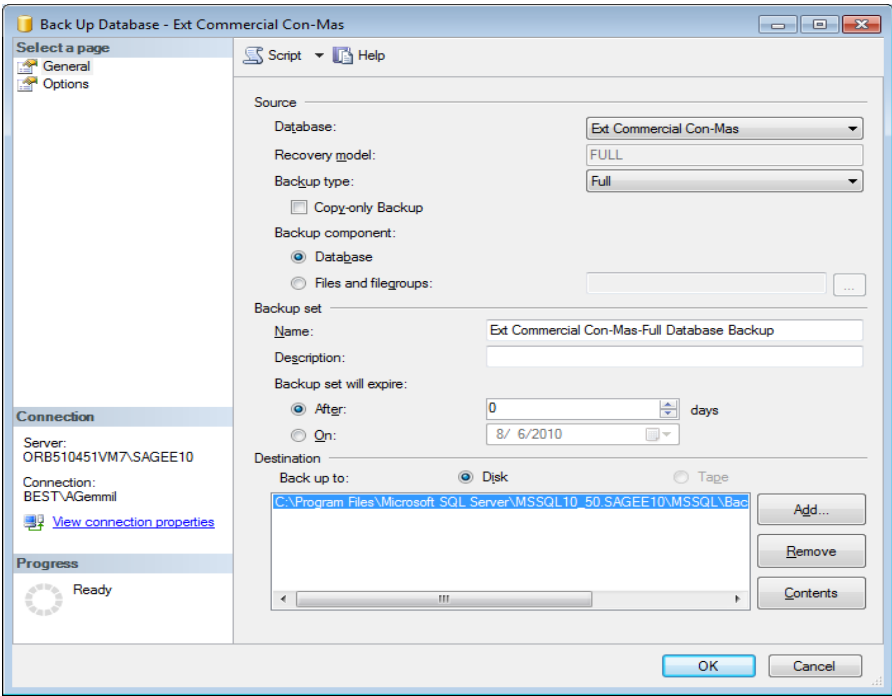 Back Up Database - Ext Commercial Con-Mas
Select a page
General
Options
Script Help
Source
Database: Ext Commercial Con-Mas
Recovery model: FULL
Backup type: Full
Copy-only Backup
Backup component:
Database
Files and filegroups: ...
Backup set
Name: Ext Commercial Con-Mas-Full Database Backup
Description:
Backup set will expire:
After: 0 days
On: 8/ 6/2010
Destination
Back up to: Disk Tape
C:\Program Files\Microsoft SQL Server\MSSQL10_50.SAGEE10\MSSQL\Bac
Add...
Remove
Contents
Connection
Server:
ORB510451VM7\SAGEE10
Connection:
BEST\AGemmil
View connection properties
Progress
Ready
OK Cancel